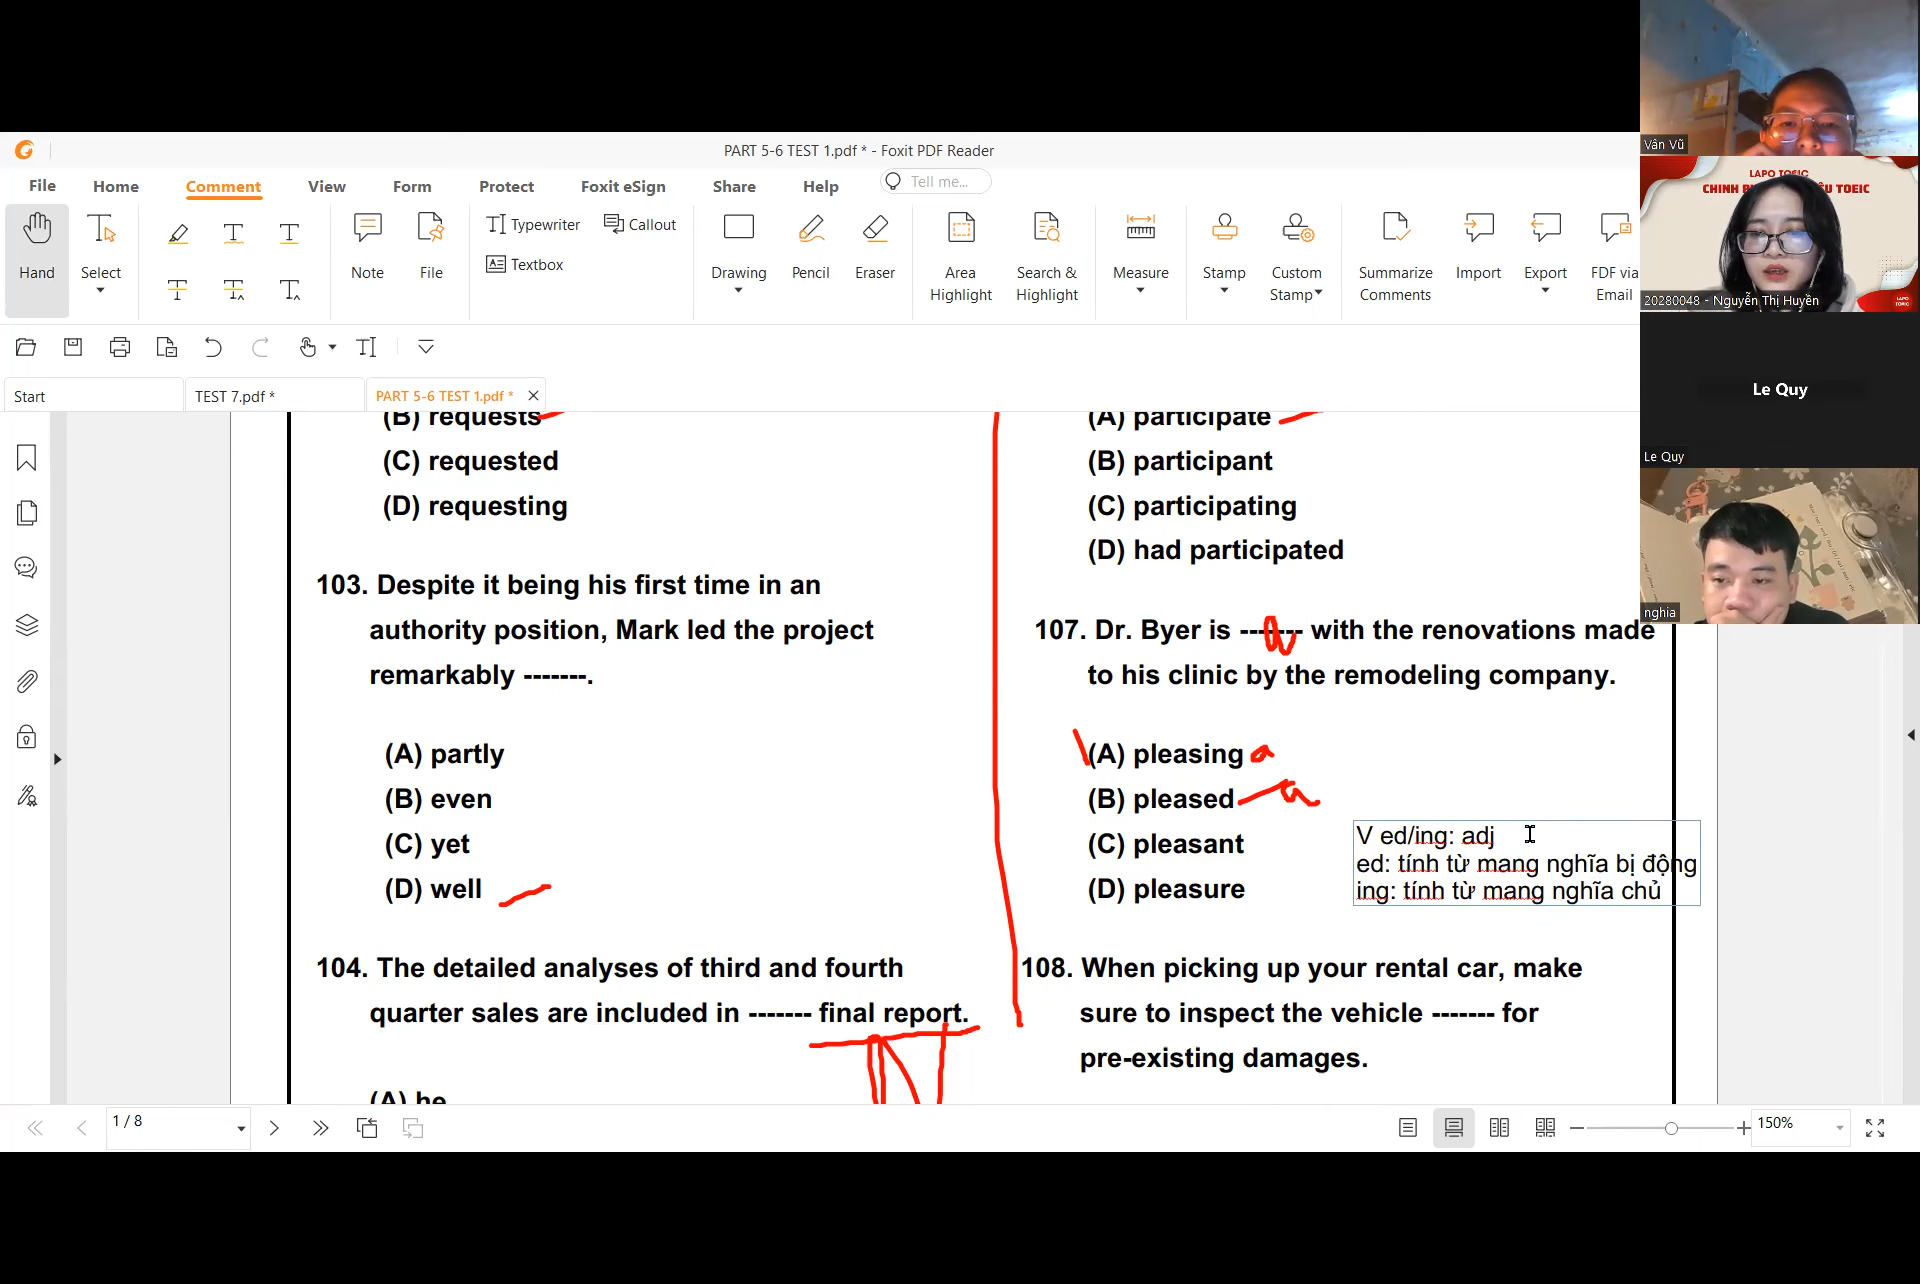 PART 5-6 TEST 1.pdf * - Foxit PDF Reader
File Home Comment View Form Protect Foxit eSign Share Help Tell me...
Hand Select Note File Typewriter Callout Textbox Drawing Pencil Eraser Area Highlight Search & Highlight Measure Stamp Custom Stamp Summarize Comments Import Export FDF via Email
Start TEST 7.pdf * PART 5-6 TEST 1.pdf *
(B) requests
(C) requested
(D) requesting
103. Despite it being his first time in an
authority position, Mark led the project
remarkably -------.
(A) partly
(B) even
(C) yet
(D) well
104. The detailed analyses of third and fourth
quarter sales are included in ------- final report.
(A) he
(A) participate
(B) participant
(C) participating
(D) had participated
107. Dr. Byer is ------- with the renovations made
to his clinic by the remodeling company.
a
(A) pleasing a
(B) pleased a
(C) pleasant
(D) pleasure
V ed/ing: adj
ed: tính từ mang nghĩa bị động
ing: tính từ mang nghĩa chủ
108. When picking up your rental car, make
sure to inspect the vehicle ------- for
pre-existing damages.
1 / 8
150%
Vân Vũ
LAPO TOEIC
20280048 - Nguyễn Thị Huyền
Le Quy
Le Quy
nghia